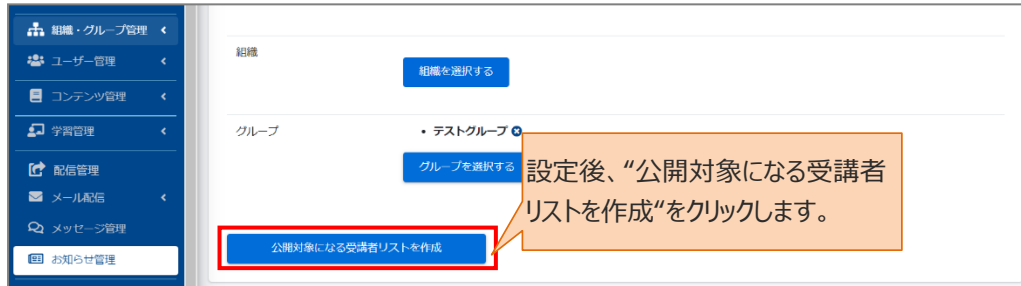 組織・グループ管理
ユーザー管理
コンテンツ管理
学習管理
配信管理
メール配信
メッセージ管理
お知らせ管理
組織
組織を選択する
グループ
• テストグループ
グループを選択する
公開対象になる受講者リストを作成
設定後、“公開対象になる受講者
リストを作成“をクリックします。